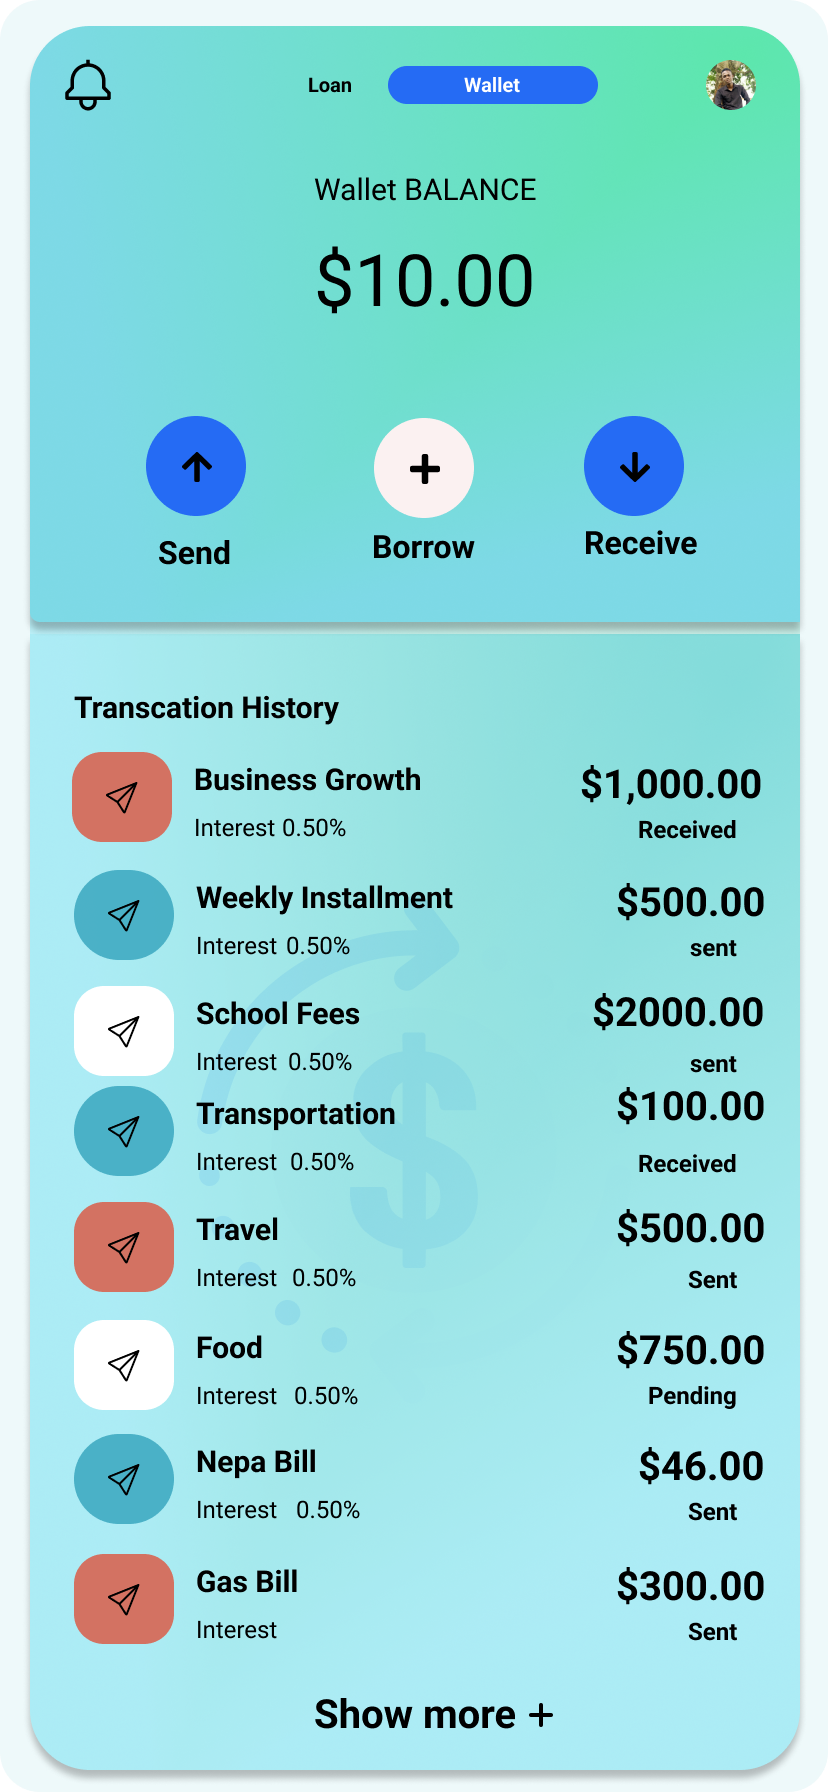 Loan
Wallet
Wallet BALANCE
$10.00
Send
Borrow
Receive
Transcation History
Business Growth
$1,000.00
Interest 0.50%
Received
Weekly Installment
$500.00
Interest 0.50%
sent
School Fees
$2000.00
Interest 0.50%
sent
Transportation
$100.00
Interest 0.50%
Received
Travel
$500.00
Interest 0.50%
Sent
Food
$750.00
Interest 0.50%
Pending
Nepa Bill
$46.00
Interest 0.50%
Sent
Gas Bill
$300.00
Interest
Sent
Show more +